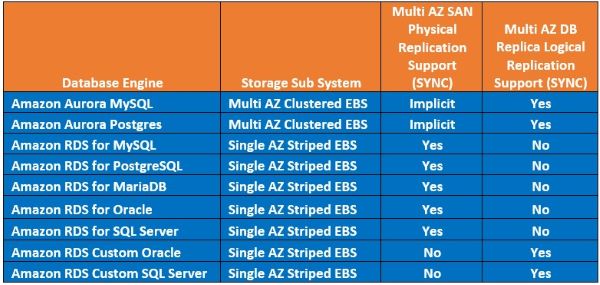 Database Engine Storage Sub System Multi AZ SAN Physical Replication Support (SYNC) Multi AZ DB Replica Logical Replication Support (SYNC)
Amazon Aurora MySQL Multi AZ Clustered EBS Implicit Yes
Amazon Aurora Postgres Multi AZ Clustered EBS Implicit Yes
Amazon RDS for MySQL Single AZ Striped EBS Yes No
Amazon RDS for PostgreSQL Single AZ Striped EBS Yes No
Amazon RDS for MariaDB Single AZ Striped EBS Yes No
Amazon RDS for Oracle Single AZ Striped EBS Yes No
Amazon RDS for SQL Server Single AZ Striped EBS Yes No
Amazon RDS Custom Oracle Single AZ Striped EBS No Yes
Amazon RDS Custom SQL Server Single AZ Striped EBS No Yes